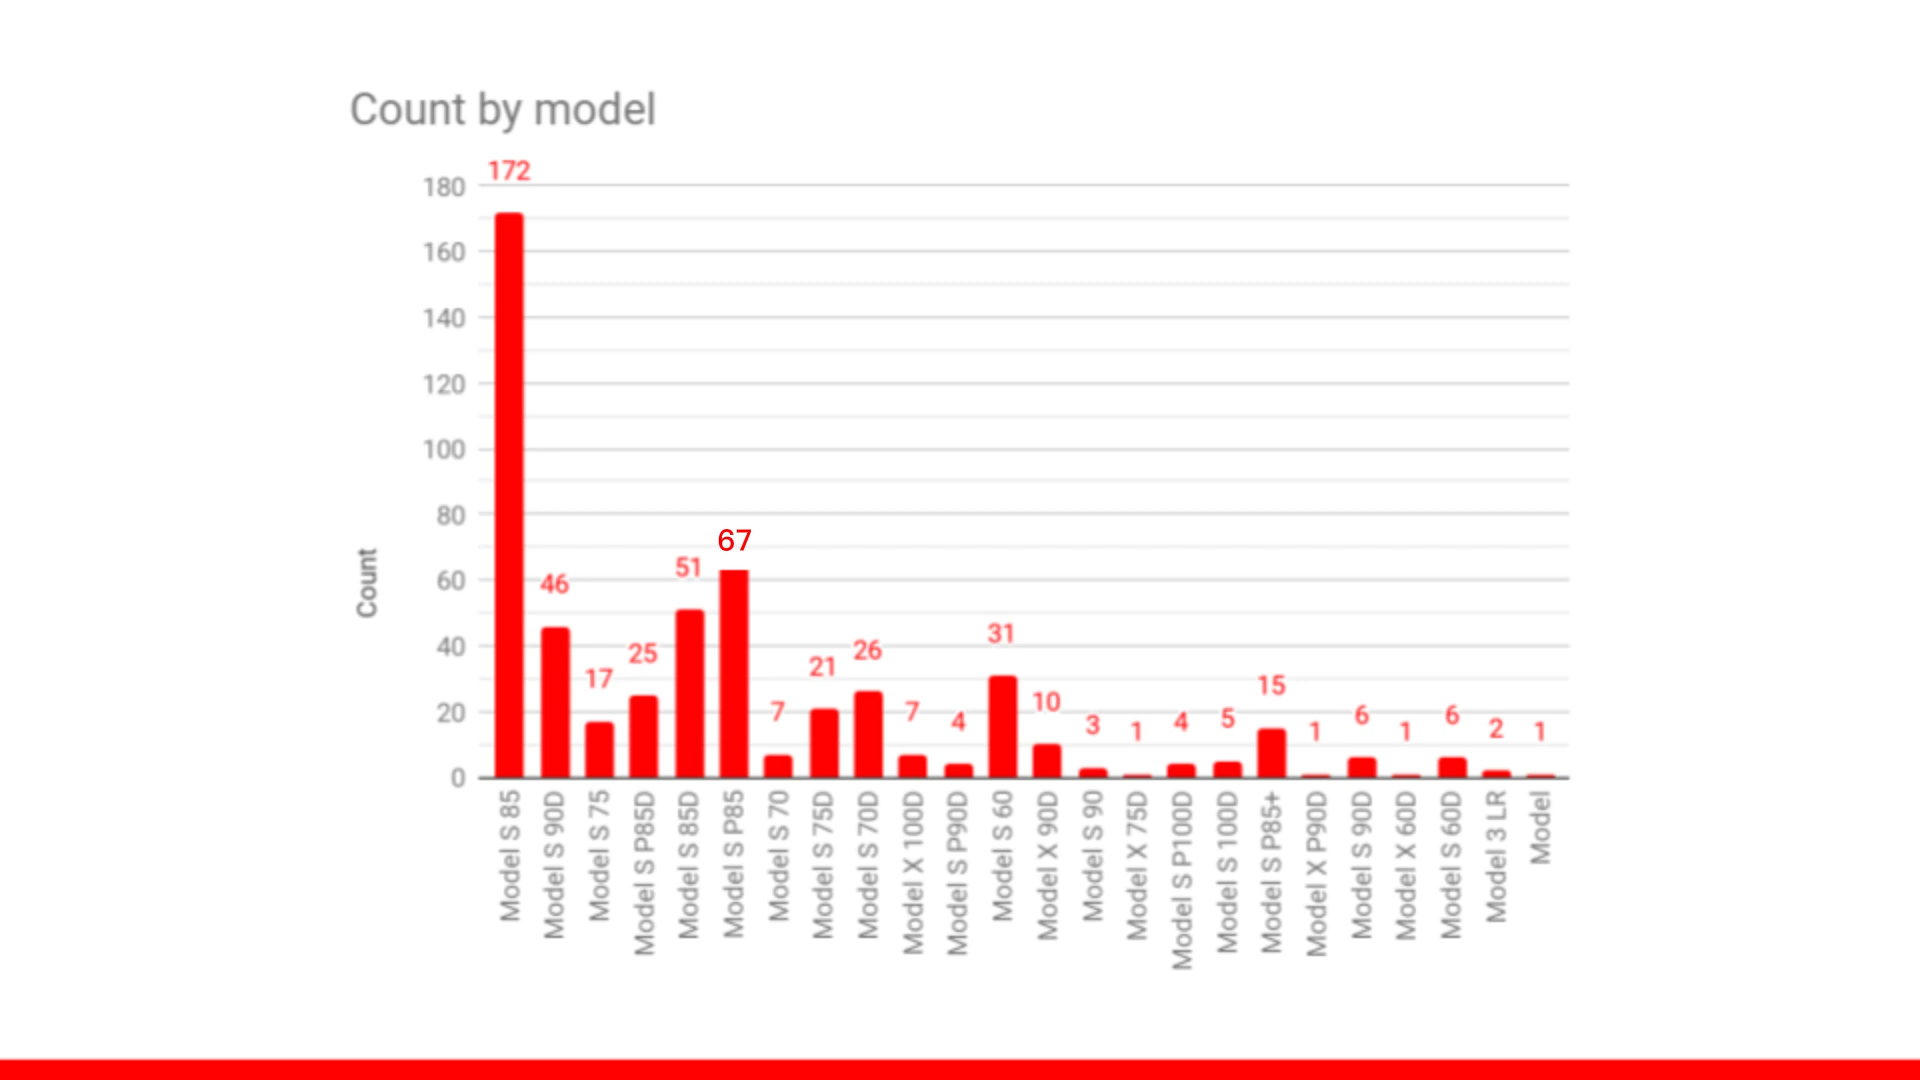 Count by model
172
180
160
140
120
100
80
60
40
20
0
Count
46
17
25
51
67
7
21
26
7
4
31
10
3
1
4
5
15
1
6
1
6
2
1
Model S 85
Model S 90D
Model S 75
Model S P85D
Model S 85D
Model S P85
Model S 70
Model S 75D
Model S 70D
Model X 100D
Model S P90D
Model S 60
Model X 90D
Model S 90
Model X 75D
Model S P100D
Model S 100D
Model S P85+
Model X P90D
Model S 90D
Model X 60D
Model S 60D
Model 3 LR
Model